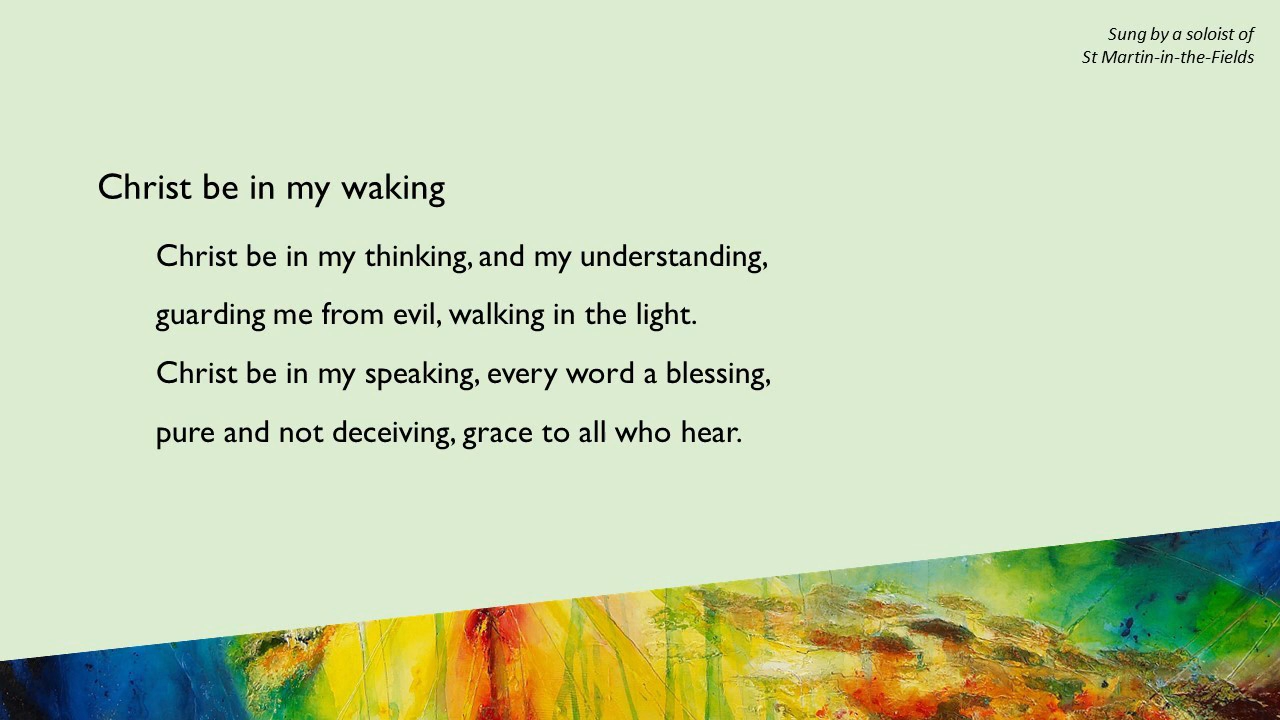 Sung by a soloist of
St Martin-in-the-Fields
Christ be in my waking
Christ be in my thinking, and my understanding,
guarding me from evil, walking in the light.
Christ be in my speaking, every word a blessing,
pure and not deceiving, grace to all who hear.